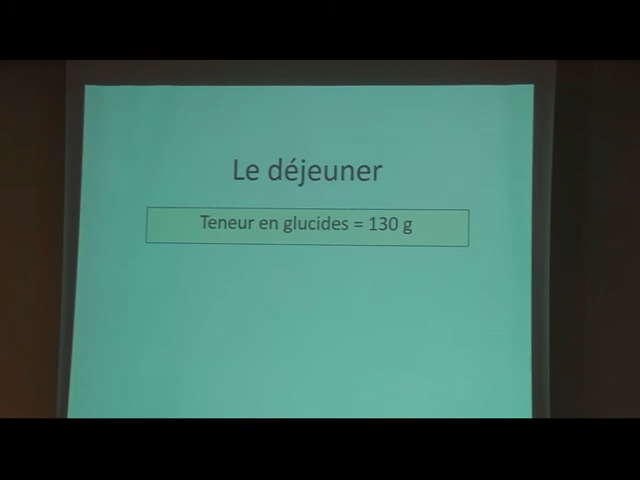 Le déjeuner
Teneur en glucides = 130 g